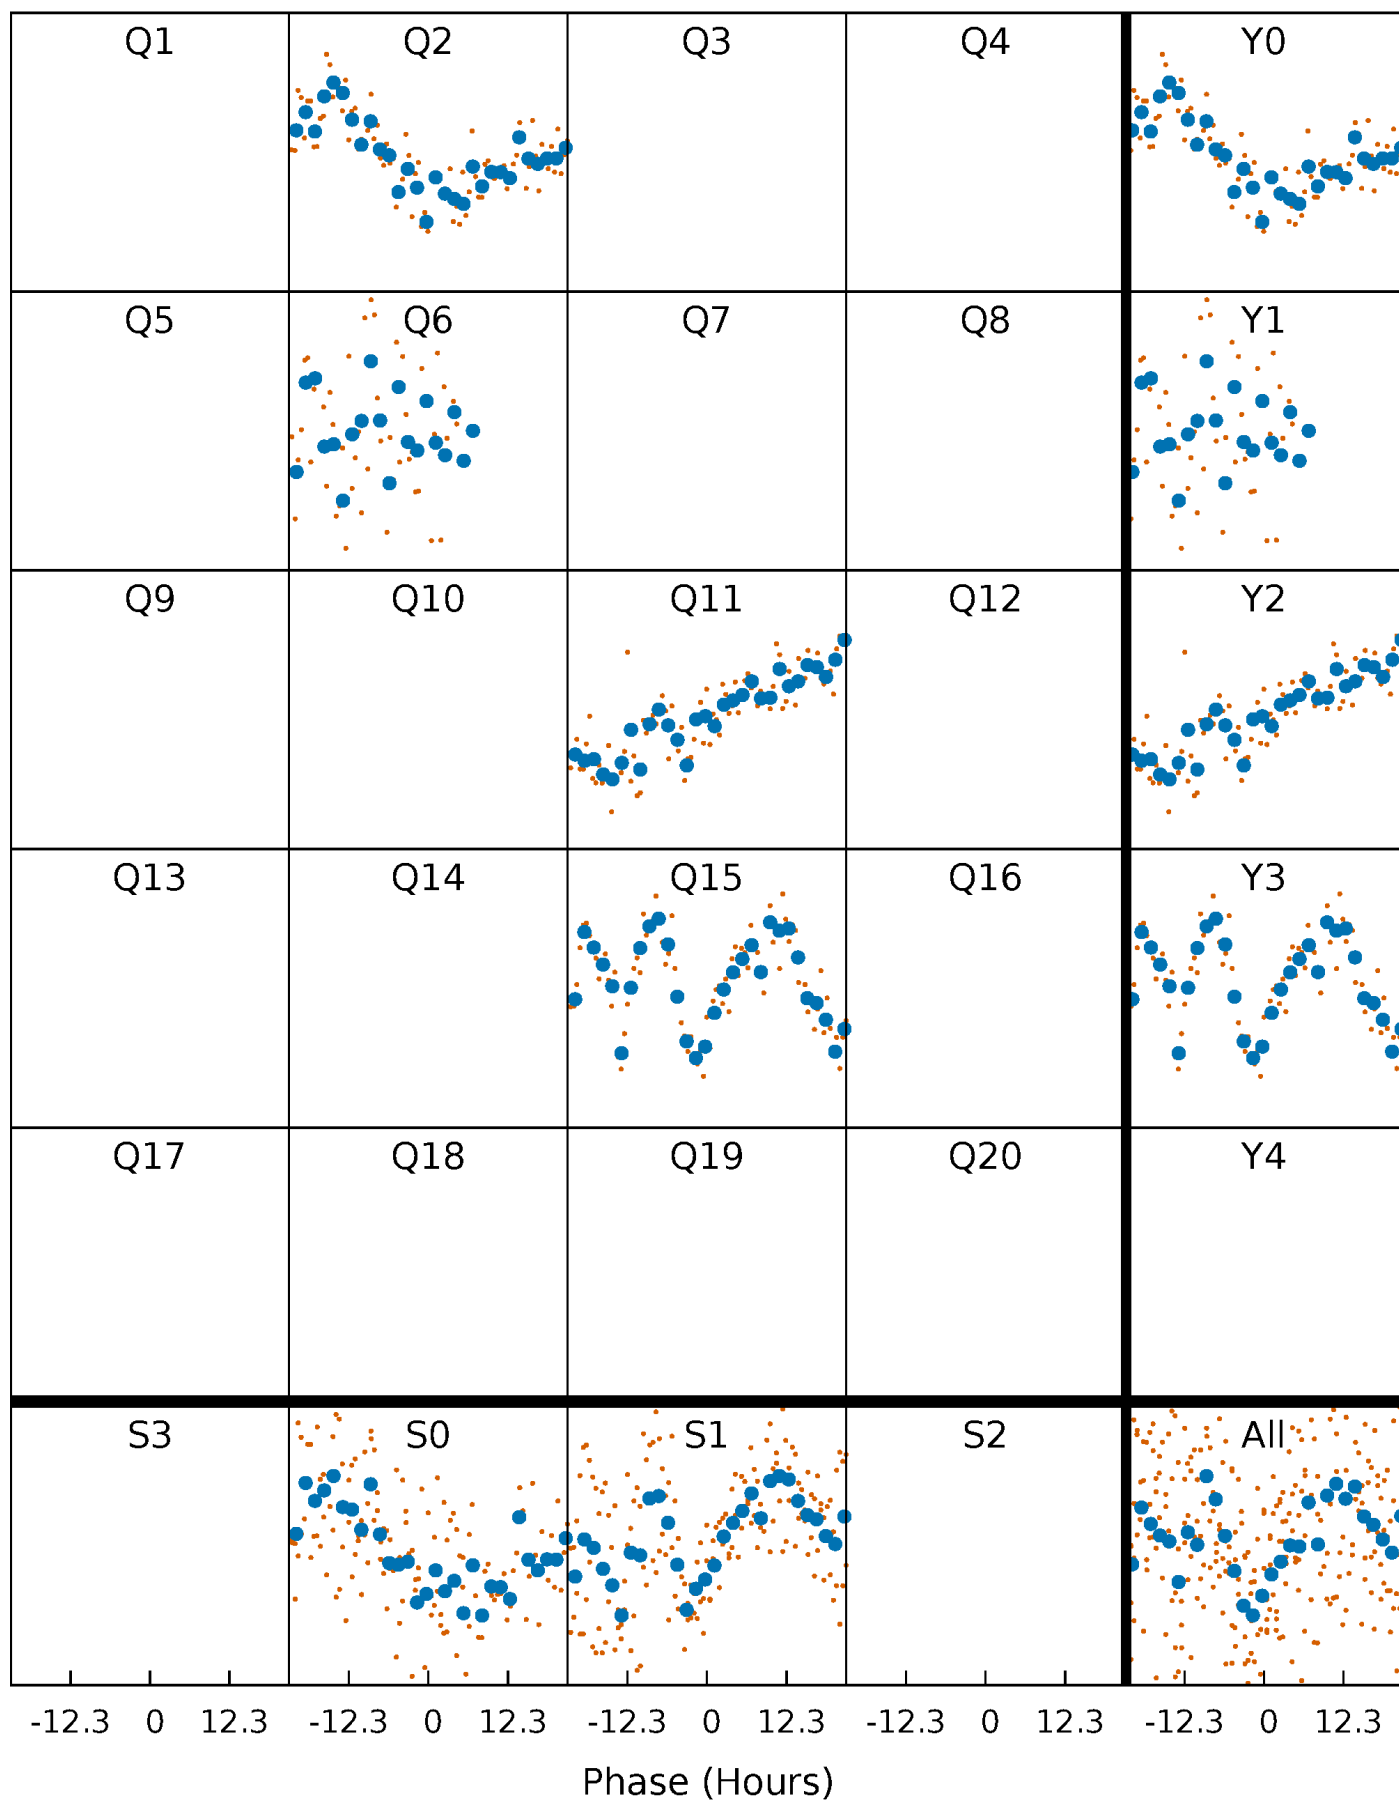 Q1 Q2 Q3 Q4 Y0
Q5 Q6 Q7 Q8 Y1
Q9 Q10 Q11 Q12 Y2
Q13 Q14 Q15 Q16 Y3
Q17 Q18 Q19 Q20 Y4
S3 S0 S1 S2 All
-12.3 0 12.3 -12.3 0 12.3 -12.3 0 12.3 -12.3 0 12.3 -12.3 0 12.3
Phase (Hours)